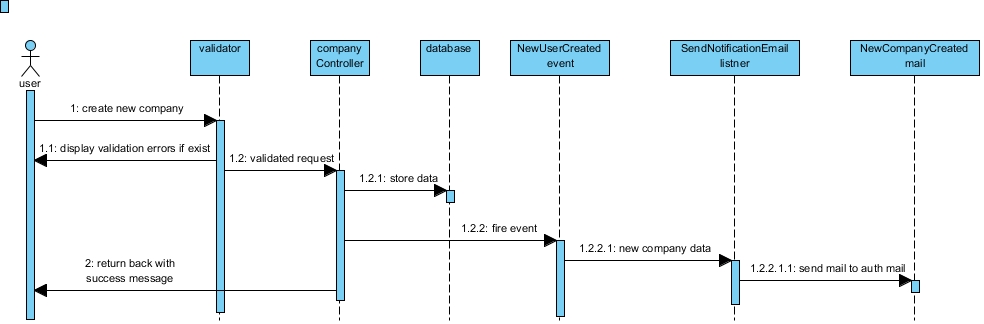 validator
company
Controller
database
NewUserCreated
event
SendNotificationEmail
listner
NewCompanyCreated
mail
user
1: create new company
1.1: display validation errors if exist
1.2: validated request
1.2.1: store data
1.2.2: fire event
1.2.2.1: new company data
1.2.2.1.1: send mail to auth mail
2: return back with
success message